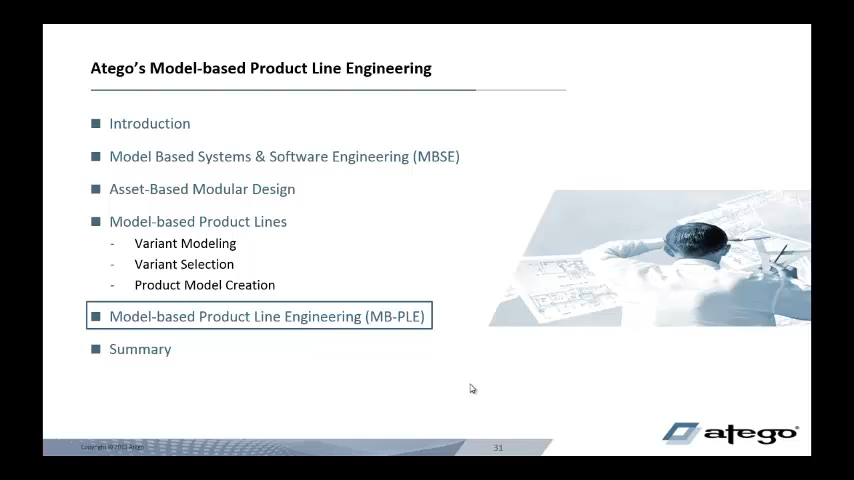 Atego's Model-based Product Line Engineering
Introduction
Model Based Systems & Software Engineering (MBSE)
Asset-Based Modular Design
Model-based Product Lines
- Variant Modeling
- Variant Selection
- Product Model Creation
Model-based Product Line Engineering (MB-PLE)
Summary
Copyright © Atego
31
atego®